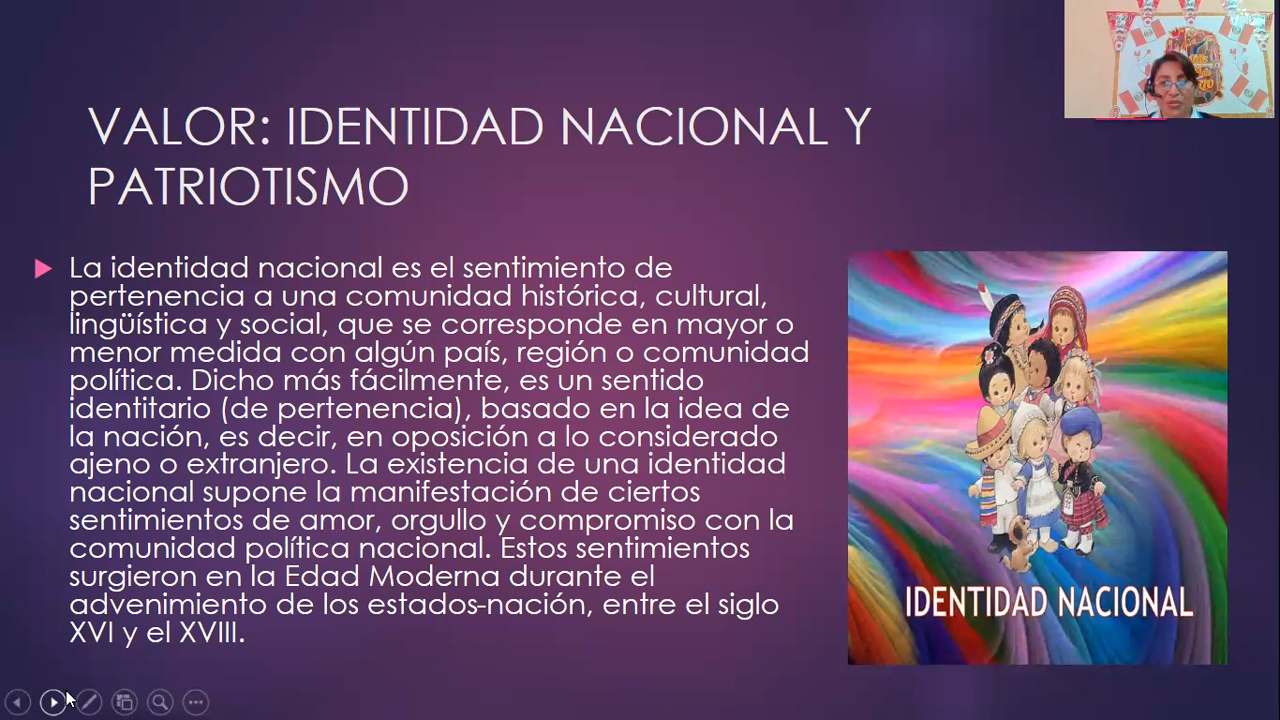 VALOR: IDENTIDAD NACIONAL Y
PATRIOTISMO
La identidad nacional es el sentimiento de
pertenencia a una comunidad histórica, cultural,
lingüística y social, que se corresponde en mayor o
menor medida con algún país, región o comunidad
política. Dicho más fácilmente, es un sentido
identitario (de pertenencia), basado en la idea de
la nación, es decir, en oposición a lo considerado
ajeno o extranjero. La existencia de una identidad
nacional supone la manifestación de ciertos
sentimientos de amor, orgullo y compromiso con la
comunidad política nacional. Estos sentimientos
surgieron en la Edad Moderna durante el
advenimiento de los estados-nación, entre el siglo
XVI y el XVIII.
IDENTIDAD NACIONAL